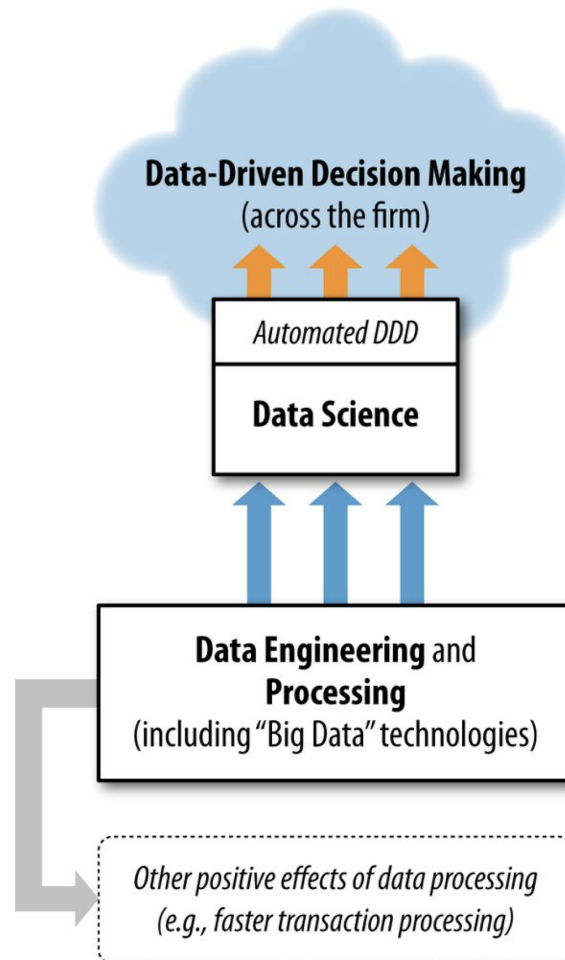 Data-Driven Decision Making
(across the firm)
Automated DDD
Data Science
Data Engineering and
Processing
(including “Big Data” technologies)
Other positive effects of data processing
(e.g., faster transaction processing)